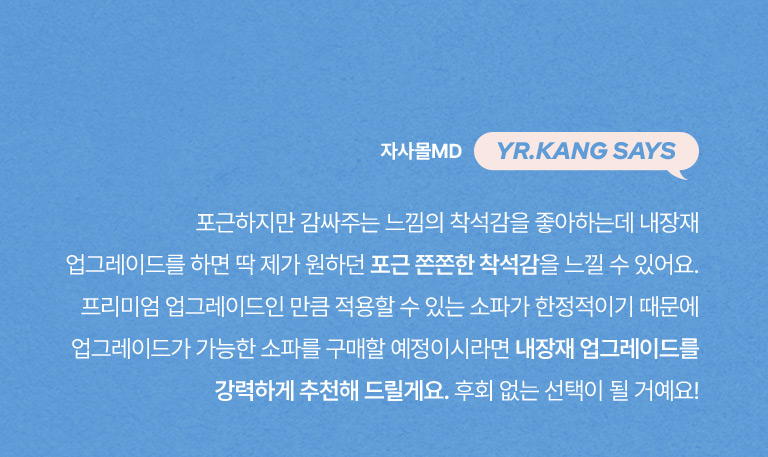 자사몰MD YR.KANG SAYS
포근하지만 감싸주는 느낌의 착석감을 좋아하는데 내장재
업그레이드를 하면 딱 제가 원하던 포근 쫀쫀한 착석감을 느낄 수 있어요.
프리미엄 업그레이드인 만큼 적용할 수 있는 소파가 한정적이기 때문에
업그레이드가 가능한 소파를 구매할 예정이시라면 내장재 업그레이드를
강력하게 추천해 드릴게요. 후회 없는 선택이 될 거예요!